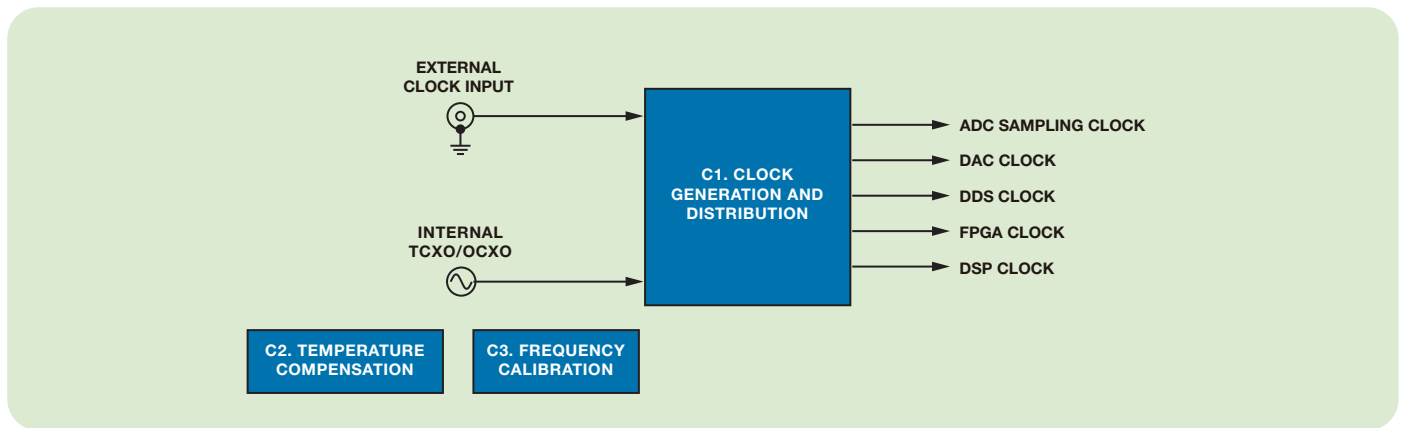 EXTERNAL
CLOCK INPUT
C1. CLOCK
GENERATION AND
DISTRIBUTION
ADC SAMPLING CLOCK
DAC CLOCK
DDS CLOCK
FPGA CLOCK
DSP CLOCK
INTERNAL
TCXO/OCXO
C2. TEMPERATURE
COMPENSATION
C3. FREQUENCY
CALIBRATION